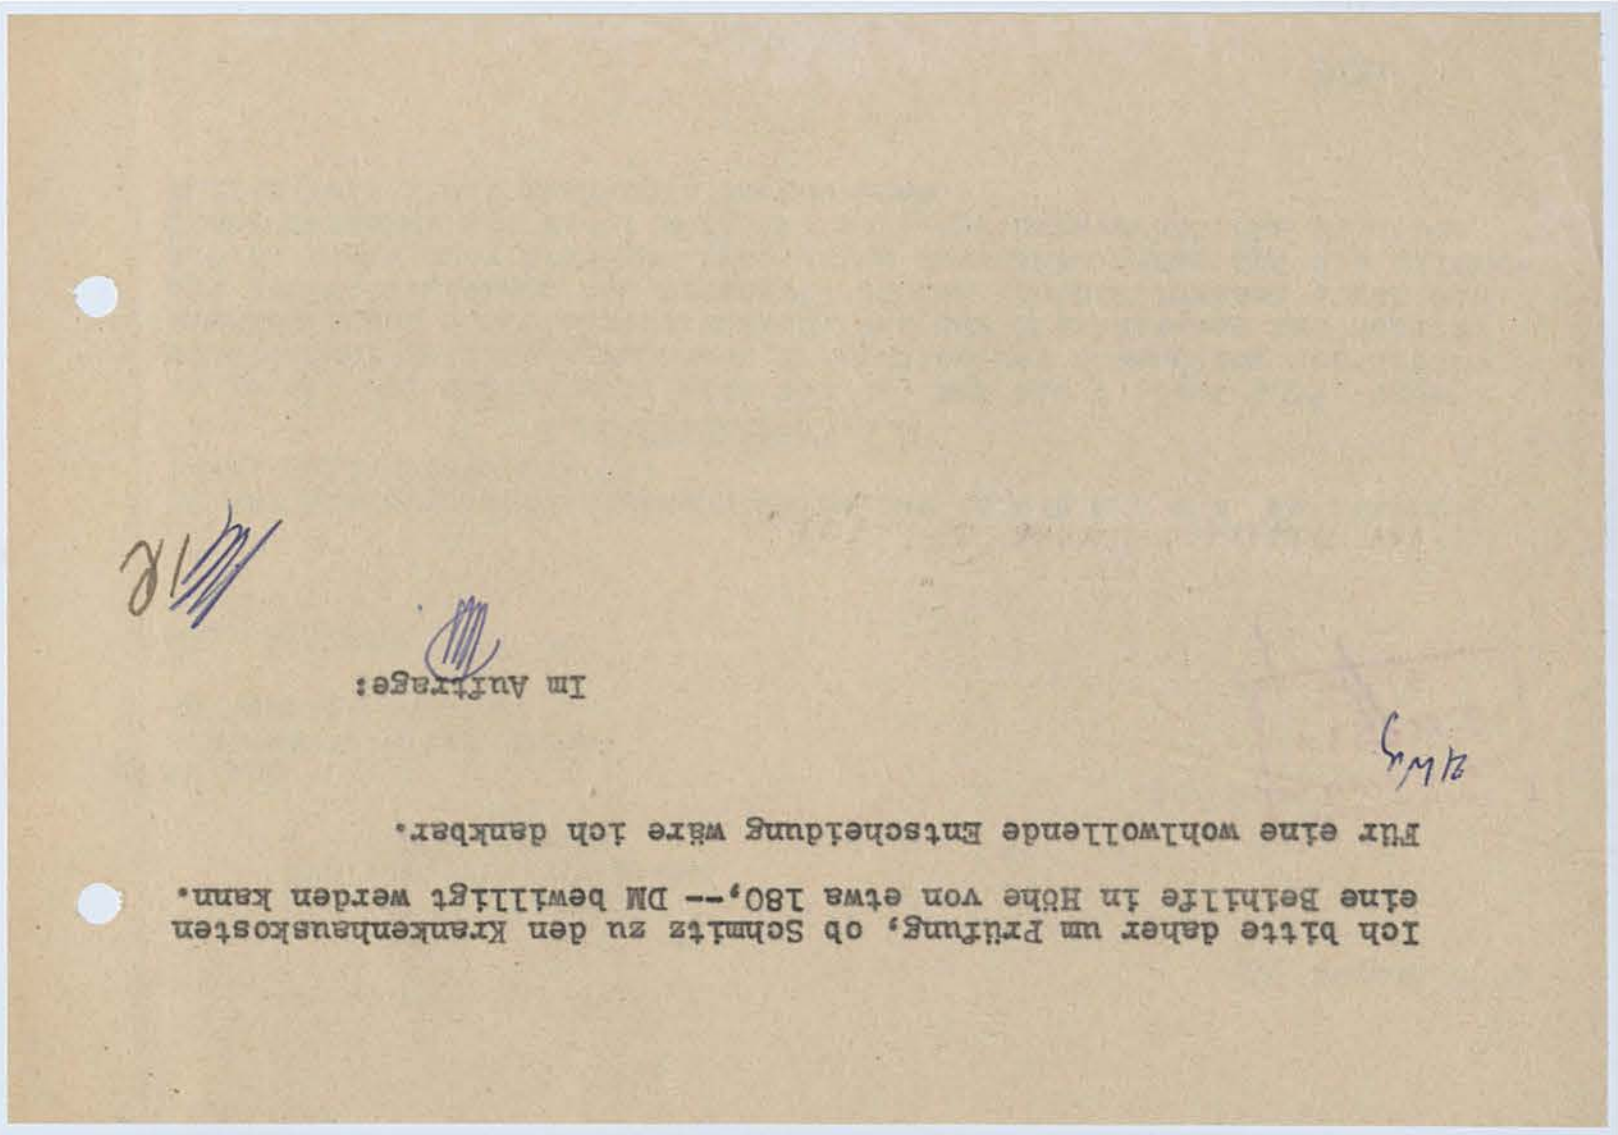 Ich bitte daher um Prüfung, ob Schmitz zu den Krankenhauskosten
eine Beihilfe in Höhe von etwa 180,-- DM bewilligt werden kann.
Für eine wohlwollende Entscheidung wäre ich dankbar.
Im Auftrage: